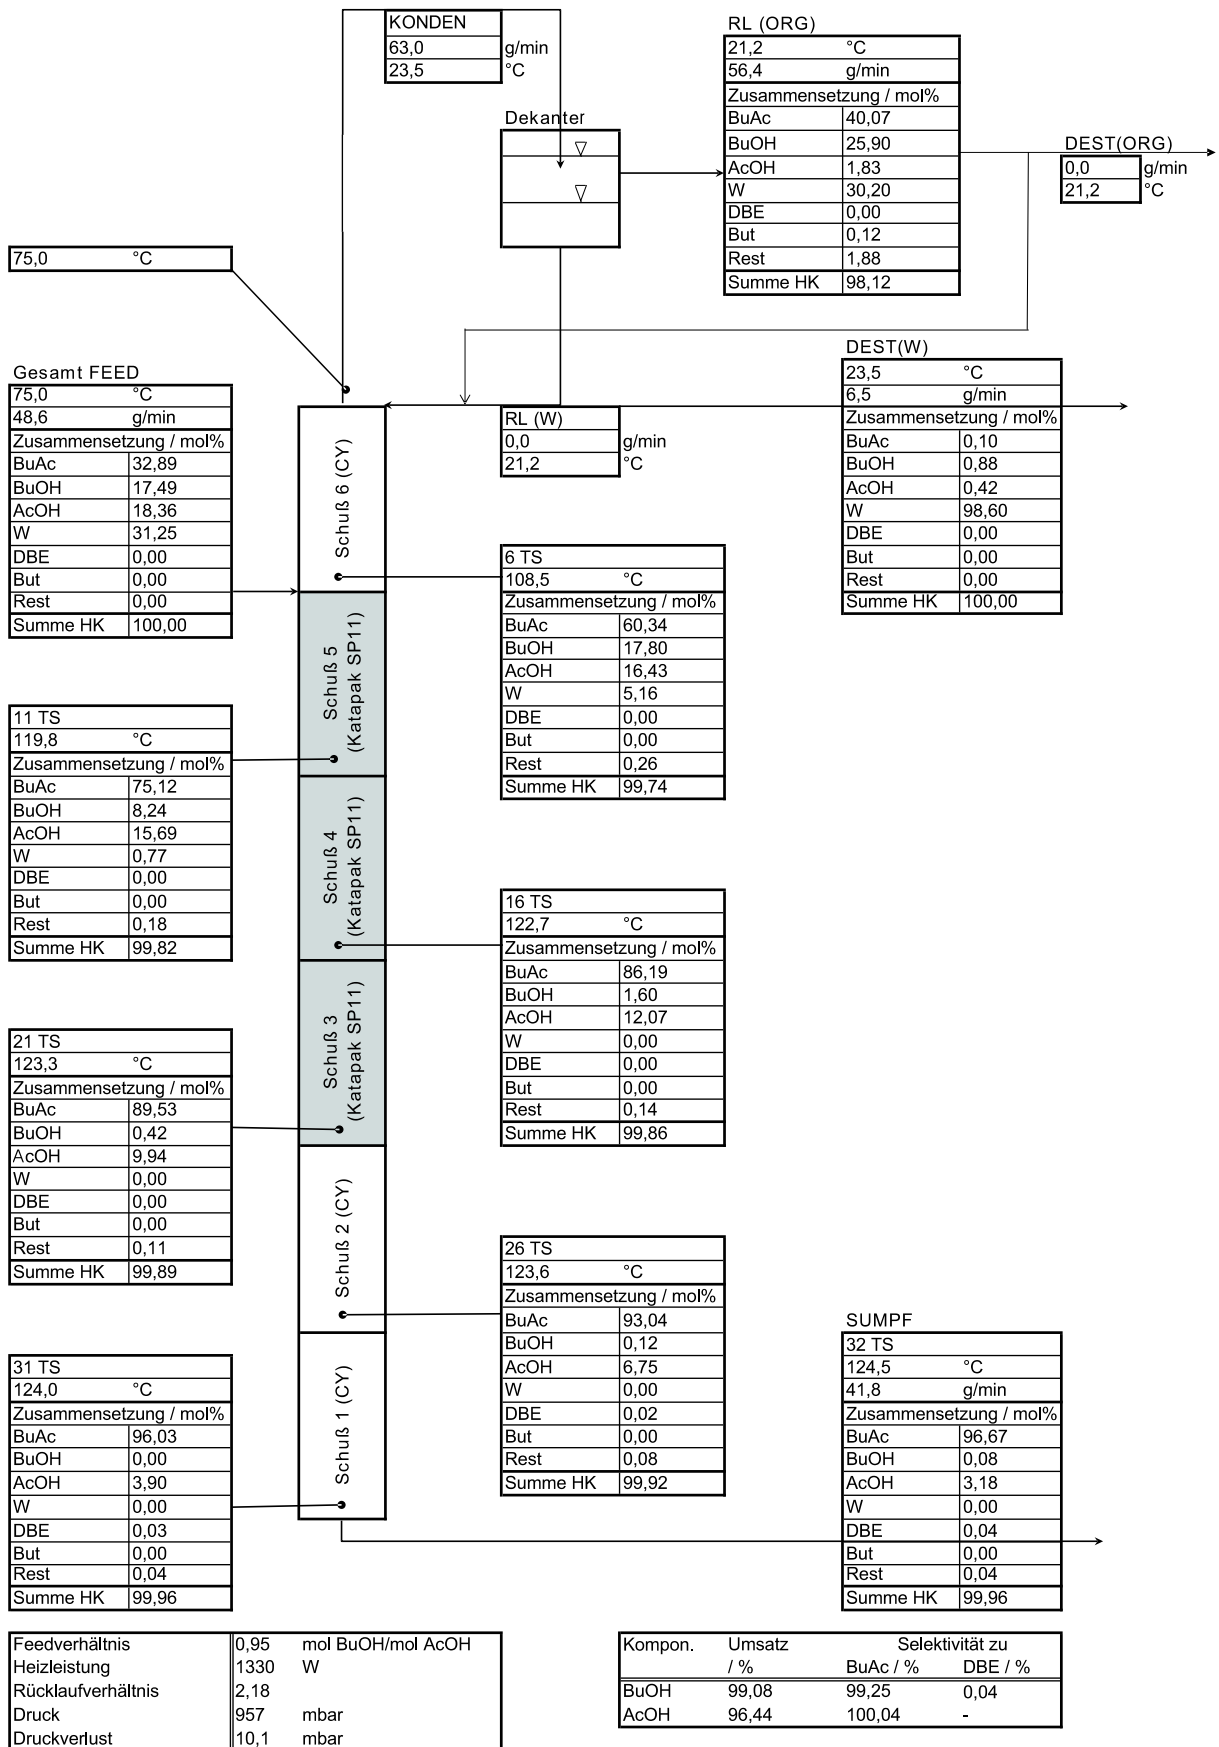 KONDEN
63,0 g/min
23,5 °C
RL (ORG)
21,2 °C
56,4 g/min
Zusammensetzung / mol%
BuAc 40,07
BuOH 25,90
AcOH 1,83
W 30,20
DBE 0,00
But 0,12
Rest 1,88
Summe HK 98,12
Dekanter
DEST(ORG)
0,0 g/min
21,2 °C
75,0 °C
Gesamt FEED
75,0 °C
48,6 g/min
Zusammensetzung / mol%
BuAc 32,89
BuOH 17,49
AcOH 18,36
W 31,25
DBE 0,00
But 0,00
Rest 0,00
Summe HK 100,00
RL (W)
0,0 g/min
21,2 °C
DEST(W)
23,5 °C
6,5 g/min
Zusammensetzung / mol%
BuAc 0,10
BuOH 0,88
AcOH 0,42
W 98,60
DBE 0,00
But 0,00
Rest 0,00
Summe HK 100,00
Schuß 6 (CY)
6 TS
108,5 °C
Zusammensetzung / mol%
BuAc 60,34
BuOH 17,80
AcOH 16,43
W 5,16
DBE 0,00
But 0,00
Rest 0,26
Summe HK 99,74
Schuß 5
(Katapak SP11)
11 TS
119,8 °C
Zusammensetzung / mol%
BuAc 75,12
BuOH 8,24
AcOH 15,69
W 0,77
DBE 0,00
But 0,00
Rest 0,18
Summe HK 99,82
Schuß 4
(Katapak SP11)
16 TS
122,7 °C
Zusammensetzung / mol%
BuAc 86,19
BuOH 1,60
AcOH 12,07
W 0,00
DBE 0,00
But 0,00
Rest 0,14
Summe HK 99,86
Schuß 3
(Katapak SP11)
21 TS
123,3 °C
Zusammensetzung / mol%
BuAc 89,53
BuOH 0,42
AcOH 9,94
W 0,00
DBE 0,00
But 0,00
Rest 0,11
Summe HK 99,89
Schuß 2 (CY)
26 TS
123,6 °C
Zusammensetzung / mol%
BuAc 93,04
BuOH 0,12
AcOH 6,75
W 0,00
DBE 0,02
But 0,00
Rest 0,08
Summe HK 99,92
Schuß 1 (CY)
31 TS
124,0 °C
Zusammensetzung / mol%
BuAc 96,03
BuOH 0,00
AcOH 3,90
W 0,00
DBE 0,03
But 0,00
Rest 0,04
Summe HK 99,96
SUMPF
32 TS
124,5 °C
41,8 g/min
Zusammensetzung / mol%
BuAc 96,67
BuOH 0,08
AcOH 3,18
W 0,00
DBE 0,04
But 0,00
Rest 0,04
Summe HK 99,96
Feedverhältnis 0,95 mol BuOH/mol AcOH
Heizleistung 1330 W
Rücklaufverhältnis 2,18
Druck 957 mbar
Druckverlust 10,1 mbar
Kompon. Umsatz Selektivität zu
/ % BuAc / % DBE / %
BuOH 99,08 99,25 0,04
AcOH 96,44 100,04 -